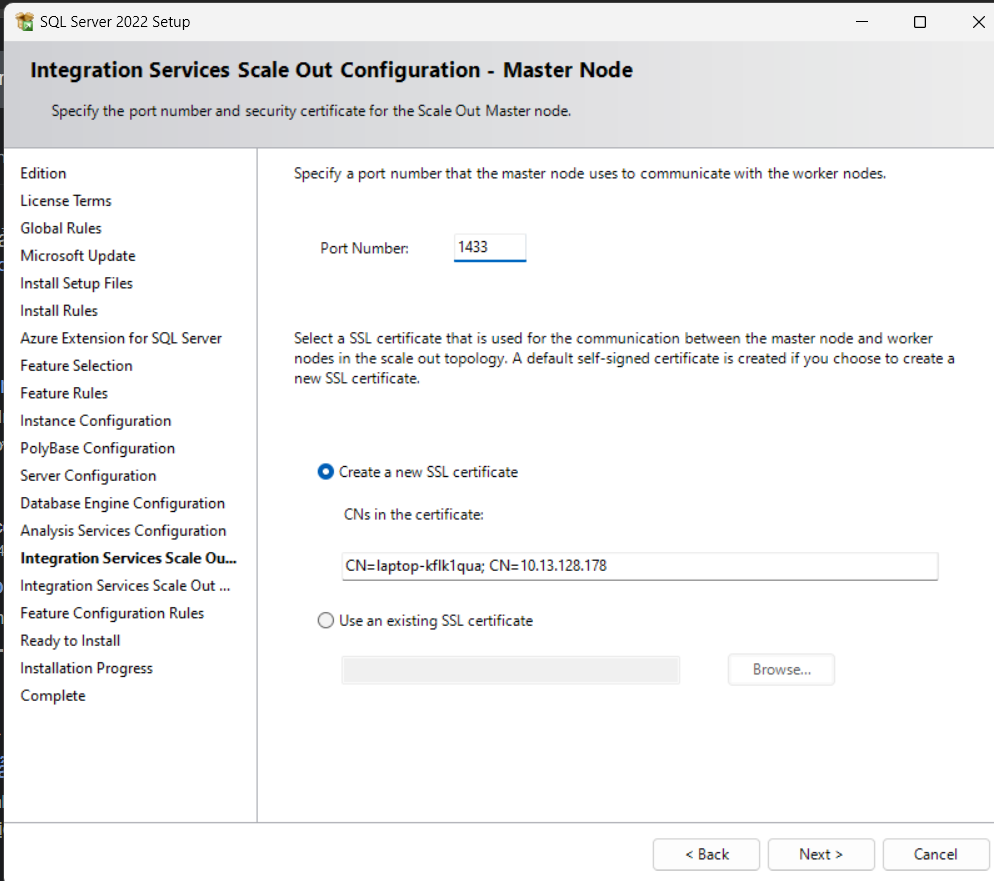 SQL Server 2022 Setup
Integration Services Scale Out Configuration - Master Node
Specify the port number and security certificate for the Scale Out Master node.
Edition
License Terms
Global Rules
Microsoft Update
Install Setup Files
Install Rules
Azure Extension for SQL Server
Feature Selection
Feature Rules
Instance Configuration
PolyBase Configuration
Server Configuration
Database Engine Configuration
Analysis Services Configuration
Integration Services Scale Ou...
Integration Services Scale Out ...
Feature Configuration Rules
Ready to Install
Installation Progress
Complete
Specify a port number that the master node uses to communicate with the worker nodes.
Port Number: 1433
Select a SSL certificate that is used for the communication between the master node and worker
nodes in the scale out topology. A default self-signed certificate is created if you choose to create a
new SSL certificate.
Create a new SSL certificate
CNs in the certificate:
CN=laptop-kflk1qua; CN=10.13.128.178
Use an existing SSL certificate
Browse...
< Back
Next >
Cancel